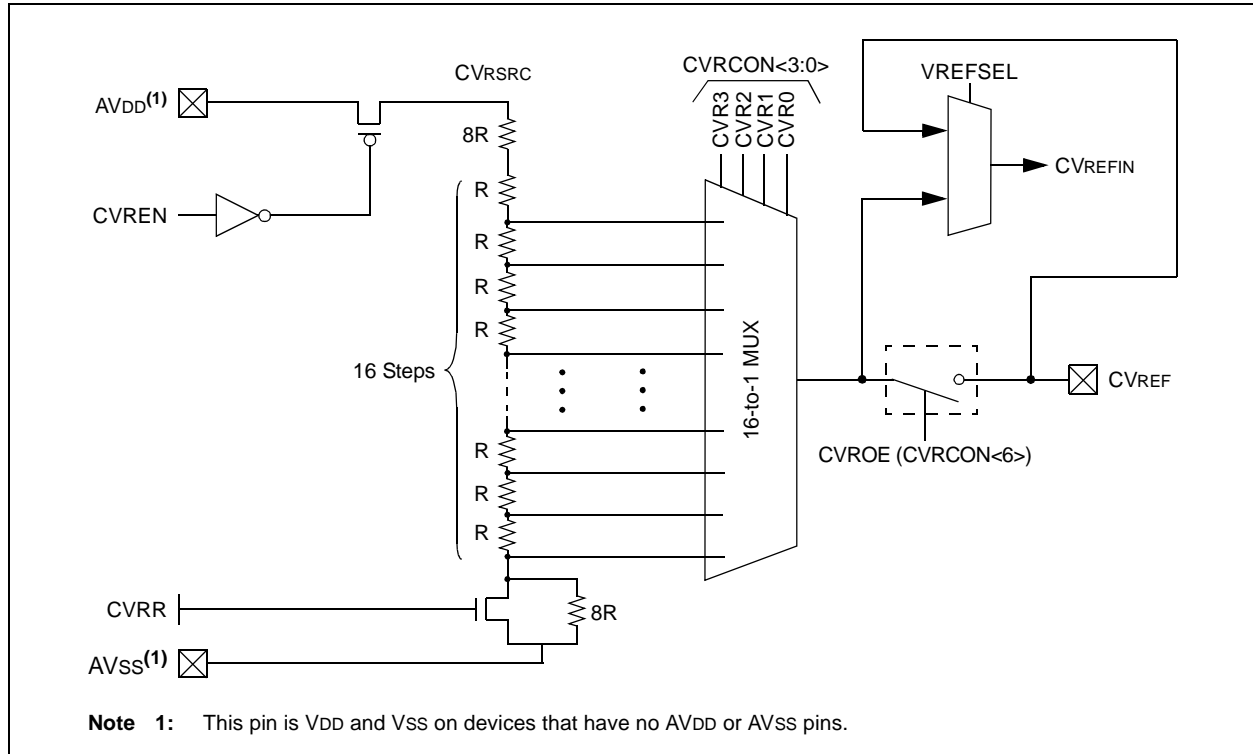 CVRCON<3:0>
CVRSRC
VREFSEL
AVDD(1)
CVR3
CVR2
CVR1
CVR0
8R
R
CVREFIN
CVREN
R
R
R
16 Steps
16-to-1 MUX
CVREF
CVROE (CVRCON<6>)
R
R
R
CVRR
8R
AVSS(1)
Note 1: This pin is VDD and VSS on devices that have no AVDD or AVSS pins.